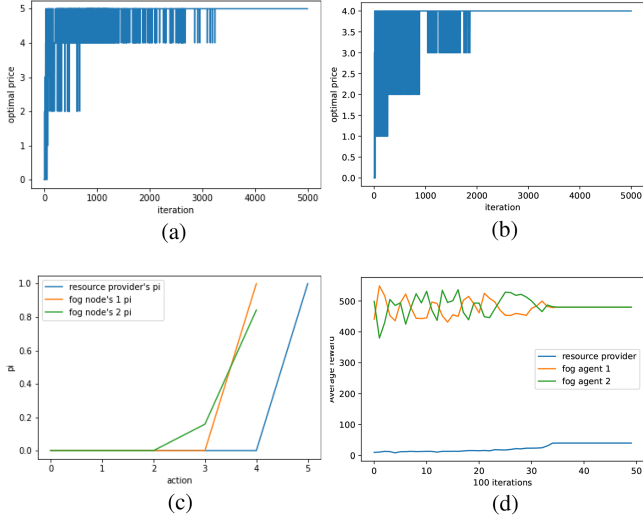 5
4
3
2
1
0
optimal price
0 1000 2000 3000 4000 5000
iteration
(a)
4.0
3.5
3.0
2.5
2.0
1.5
1.0
0.5
0.0
optimal price
0 1000 2000 3000 4000 5000
iteration
(b)
1.0
0.8
0.6
0.4
0.2
0.0
pi
resource provider's pi
fog node's 1 pi
fog node's 2 pi
0 1 2 3 4 5
action
(c)
500
400
300
200
100
0
Average reward
resource provider
fog agent 1
fog agent 2
0 10 20 30 40 50
100 iterations
(d)